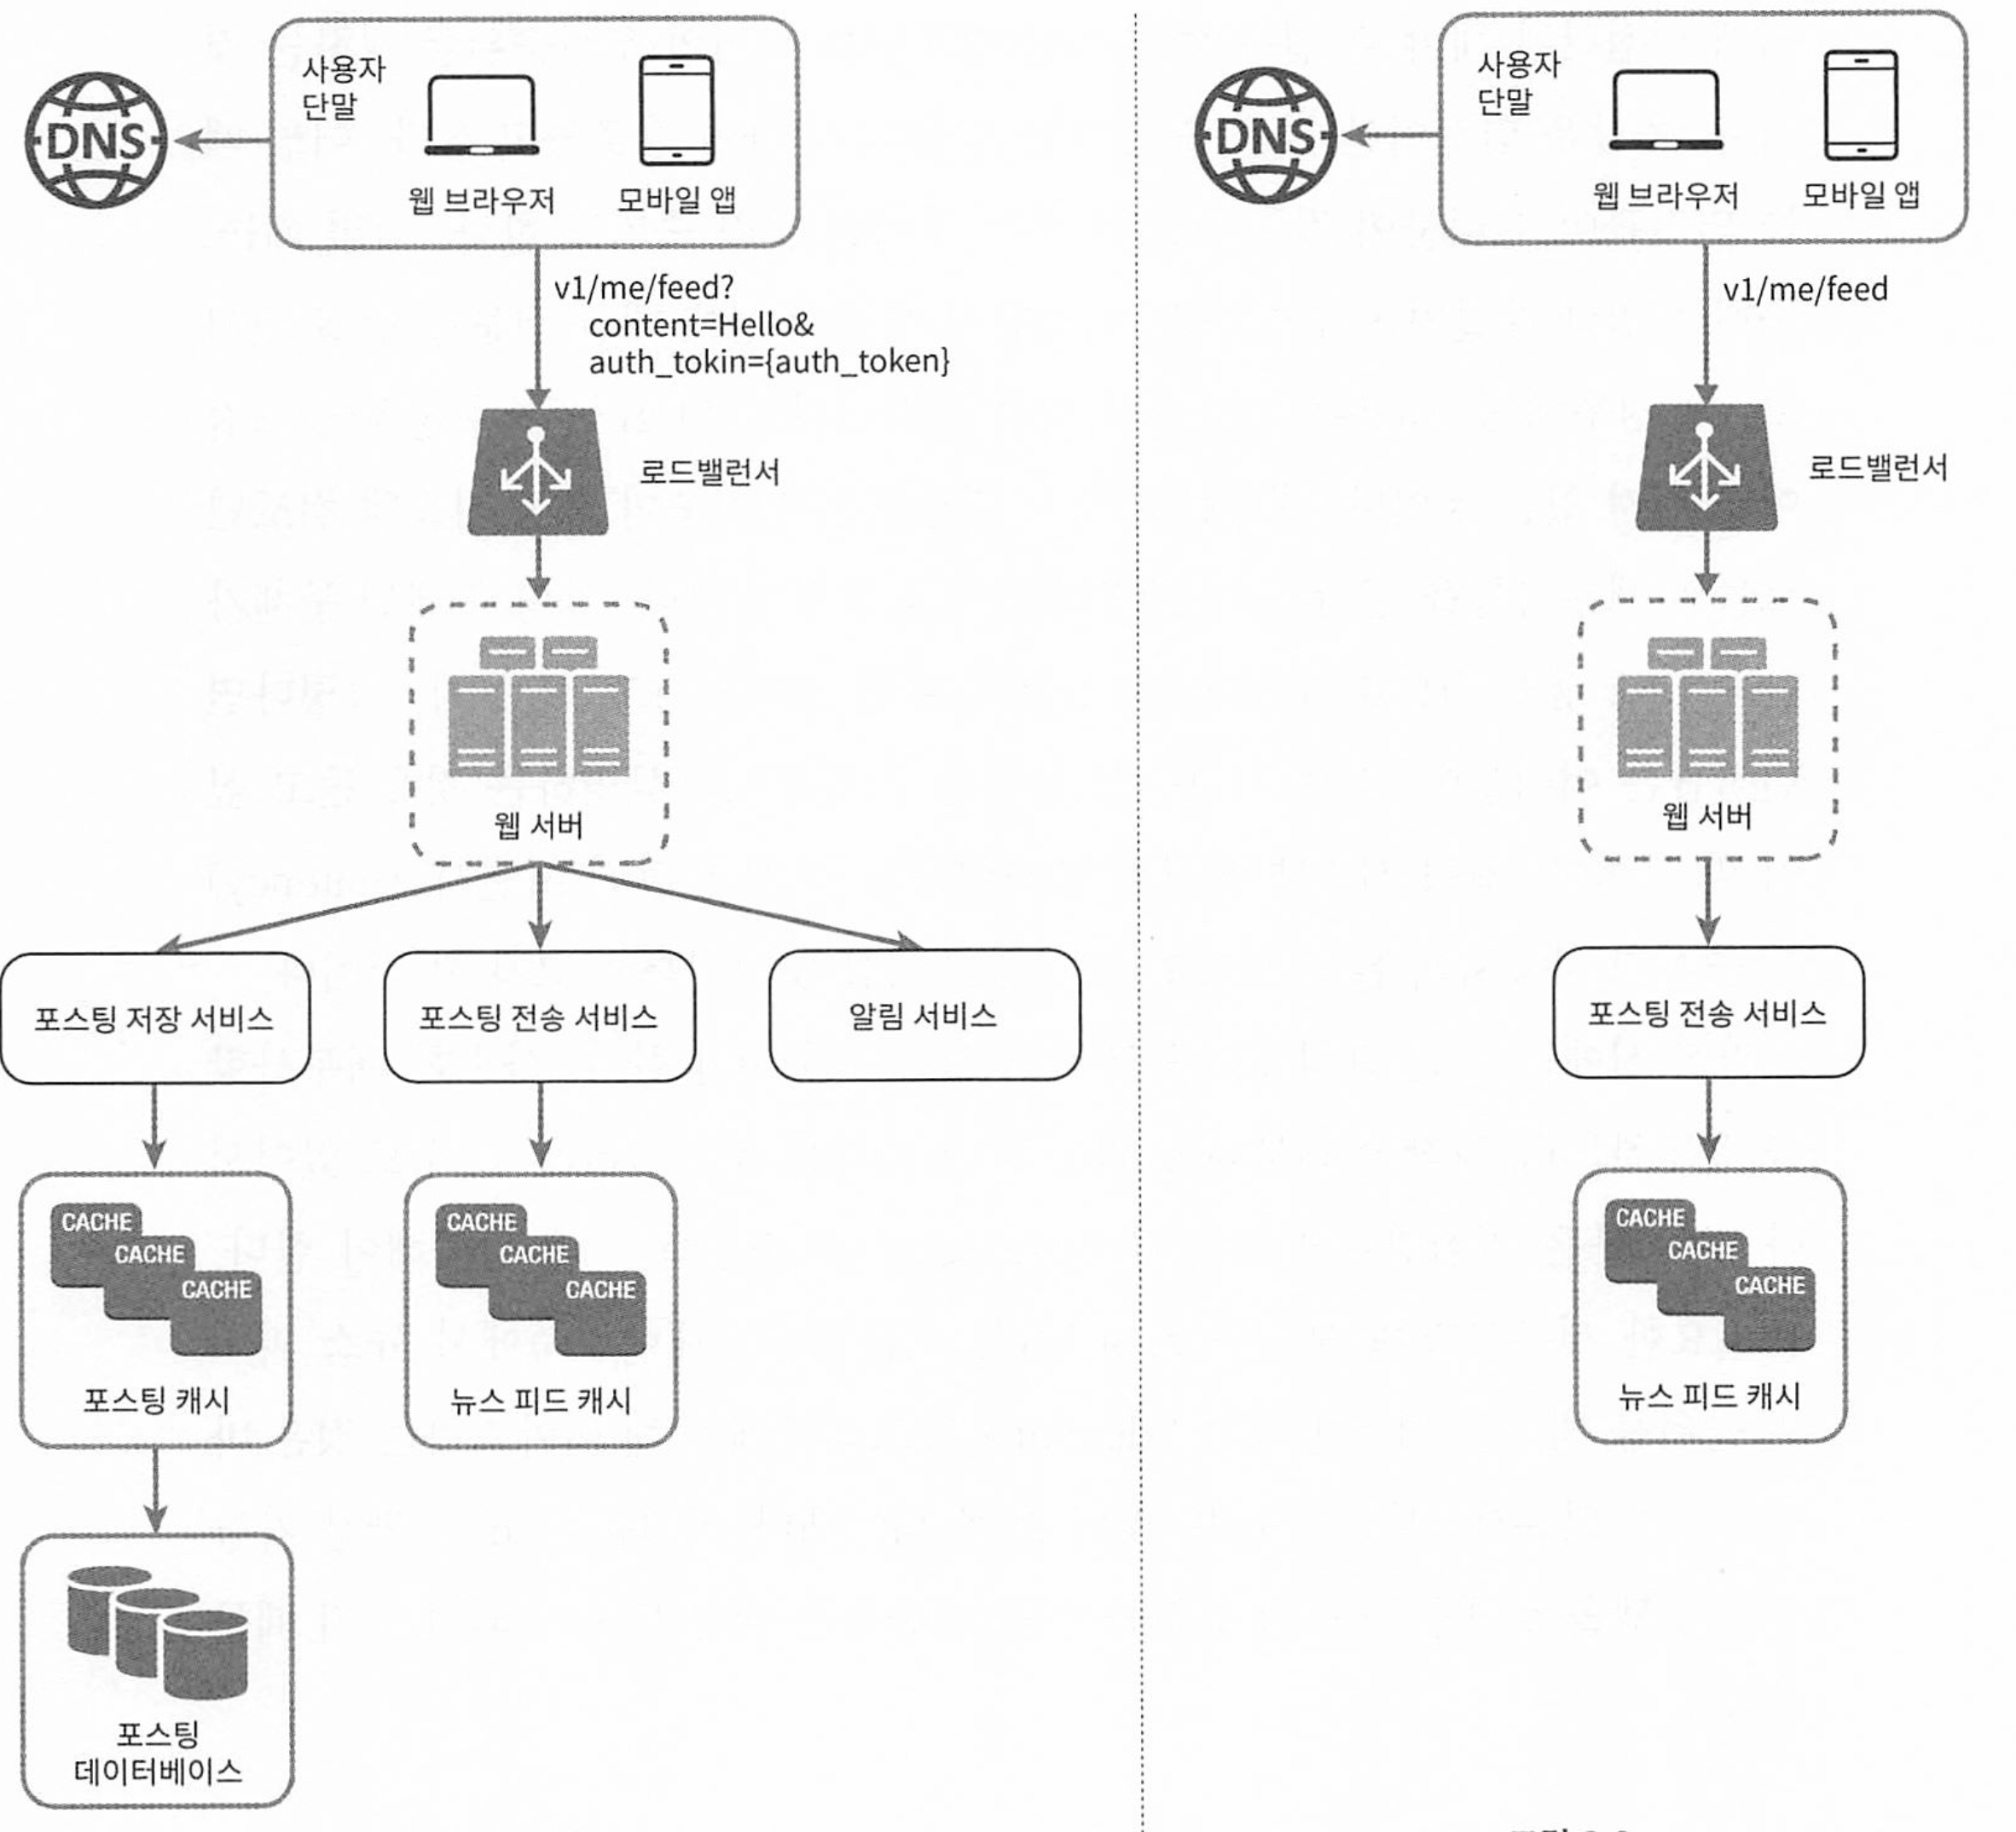 사용자
단말
DNS
웹 브라우저
모바일 앱
v1/me/feed?
content=Hello&
auth_tokin={auth_token}
로드밸런서
웹 서버
포스팅 저장 서비스
포스팅 전송 서비스
알림 서비스
CACHE
CACHE
CACHE
포스팅 캐시
CACHE
CACHE
CACHE
뉴스 피드 캐시
포스팅
데이터베이스
사용자
단말
DNS
웹 브라우저
모바일 앱
v1/me/feed
로드밸런서
웹 서버
포스팅 전송 서비스
CACHE
CACHE
CACHE
뉴스 피드 캐시